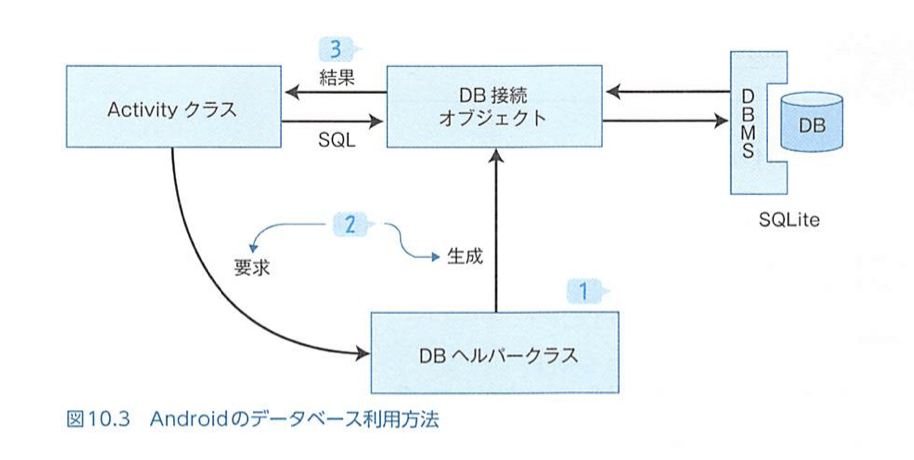 3
結果
Activity クラス
DB 接続
オブジェクト
SQL
DBMS
DB
SQLite
2
要求
生成
1
DB ヘルパークラス
図10.3 Androidのデータベース利用方法